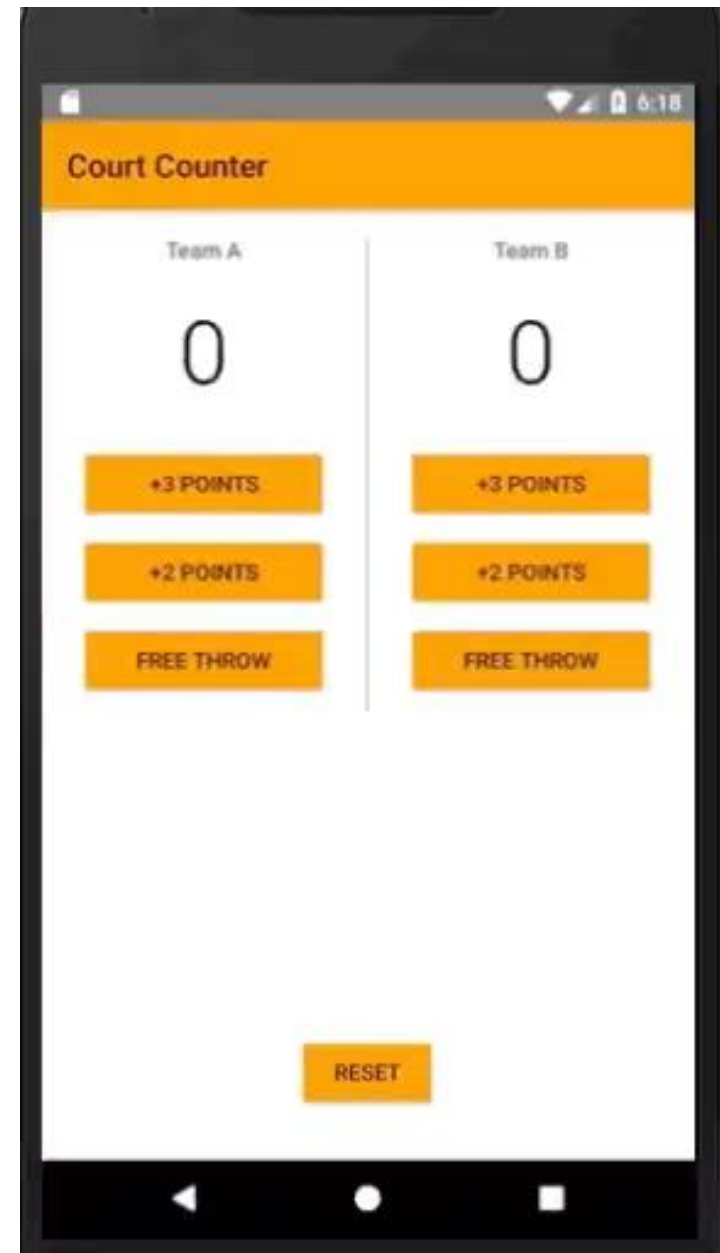 6:18
Court Counter
Team A
0
+3 POINTS
+2 POINTS
FREE THROW
Team B
0
+3 POINTS
+2 POINTS
FREE THROW
RESET